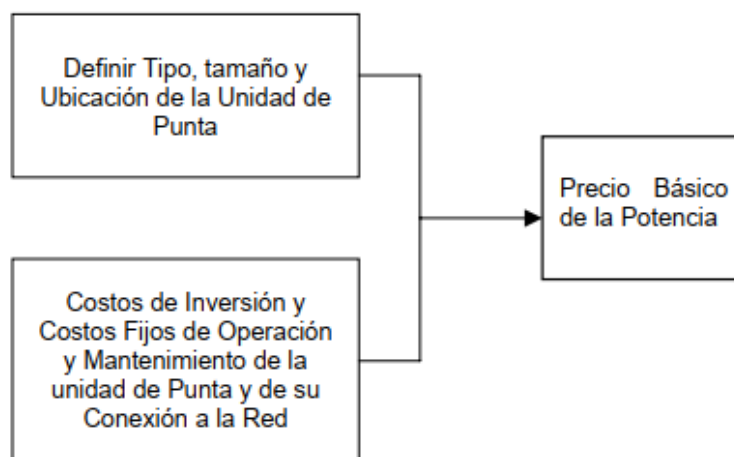 Definir Tipo, tamaño y
Ubicación de la Unidad de
Punta
Precio Básico
de la Potencia
Costos de Inversión y
Costos Fijos de Operación
y Mantenimiento de la
unidad de Punta y de su
Conexión a la Red